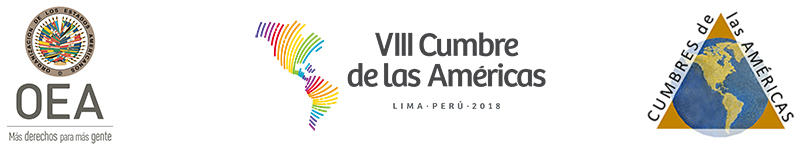 ORGANIZACION DE LOS ESTADOS AMERICANOS
OEA
Más derechos para más gente
VIII Cumbre
de las Américas
LIMA·PERÚ·2018
CUMBRES de las AMÉRICAS